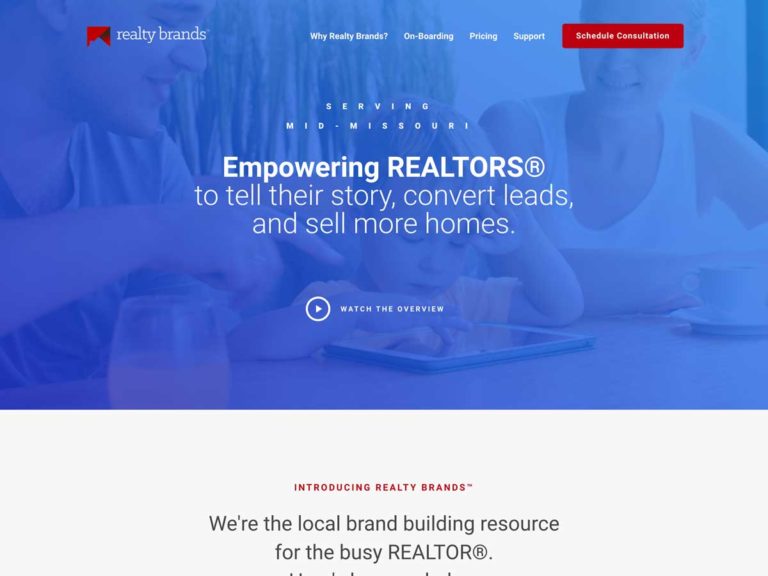 realty brands™
Why Realty Brands? On-Boarding Pricing Support Schedule Consultation
SERVING
MID-MISSOURI
Empowering REALTORS®
to tell their story, convert leads,
and sell more homes.
WATCH THE OVERVIEW
INTRODUCING REALTY BRANDS™
We're the local brand building resource
for the busy REALTOR®.